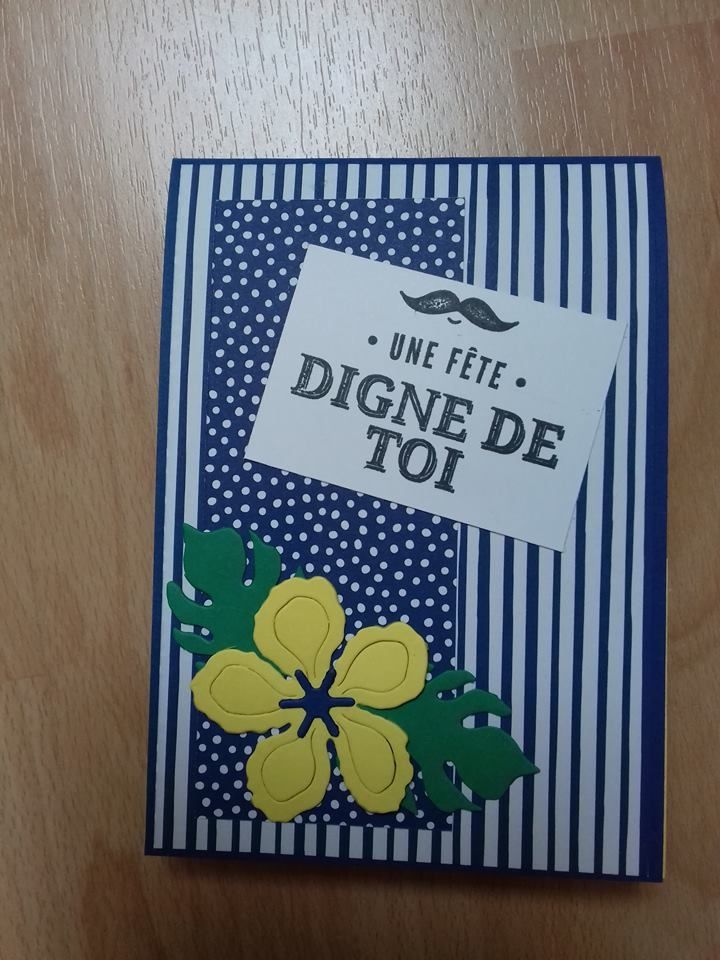 • UNE FÊTE •
DIGNE DE
TOI